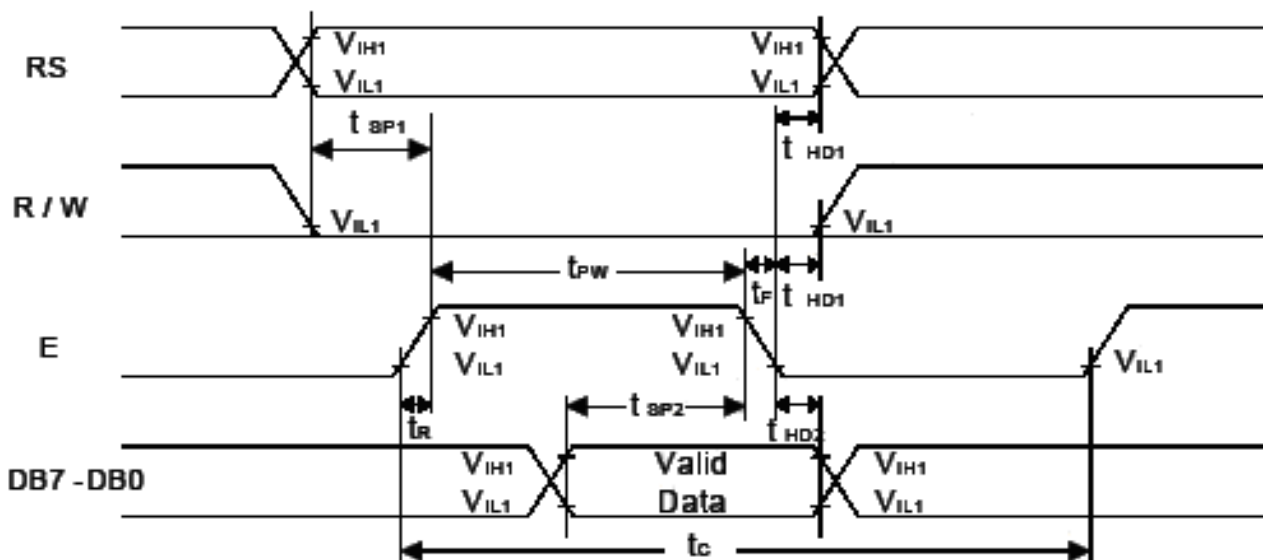 RS VIH1 VIH1
VIL1 VIL1
t SP1 t HD1
R / W VIL1 VIL1
tPW tF t HD1
E VIH1 VIH1
VIL1 VIL1 VIL1
tR t SP2 t HD2
DB7 -DB0 VIH1 Valid VIH1
VIL1 Data VIL1
tC